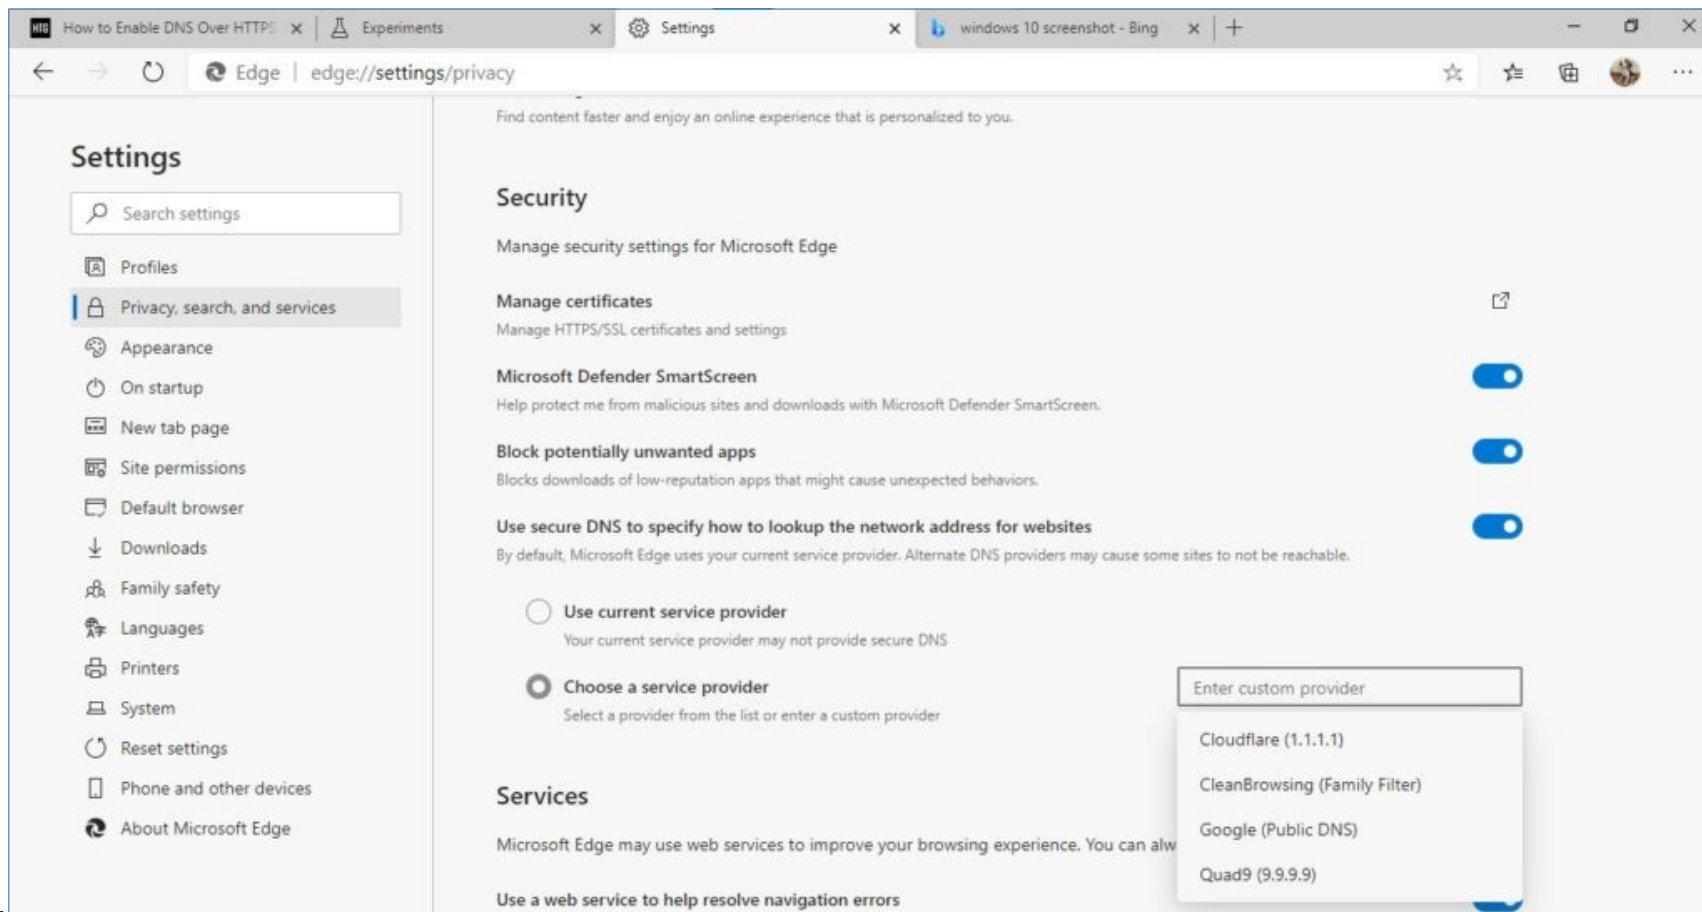 HTG How to Enable DNS Over HTTPS
Experiments
Settings
windows 10 screenshot - Bing
Edge | edge://settings/privacy
Settings
Search settings
Profiles
Privacy, search, and services
Appearance
On startup
New tab page
Site permissions
Default browser
Downloads
Family safety
Languages
Printers
System
Reset settings
Phone and other devices
About Microsoft Edge
Find content faster and enjoy an online experience that is personalized to you.
Security
Manage security settings for Microsoft Edge
Manage certificates
Manage HTTPS/SSL certificates and settings
Microsoft Defender SmartScreen
Help protect me from malicious sites and downloads with Microsoft Defender SmartScreen.
Block potentially unwanted apps
Blocks downloads of low-reputation apps that might cause unexpected behaviors.
Use secure DNS to specify how to lookup the network address for websites
By default, Microsoft Edge uses your current service provider. Alternate DNS providers may cause some sites to not be reachable.
Use current service provider
Your current service provider may not provide secure DNS
Choose a service provider
Select a provider from the list or enter a custom provider
Enter custom provider
Cloudflare (1.1.1.1)
CleanBrowsing (Family Filter)
Google (Public DNS)
Quad9 (9.9.9.9)
Services
Microsoft Edge may use web services to improve your browsing experience. You can alw
Use a web service to help resolve navigation errors